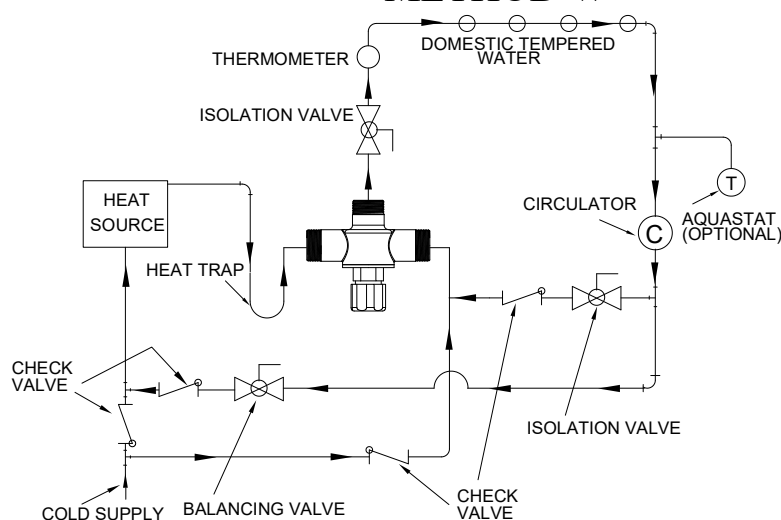 DOMESTIC TEMPERED
WATER
THERMOMETER
ISOLATION VALVE
HEAT
SOURCE
T
CIRCULATOR
AQUASTAT
(OPTIONAL)
C
HEAT TRAP
CHECK
VALVE
ISOLATION VALVE
COLD SUPPLY
BALANCING VALVE
CHECK
VALVE